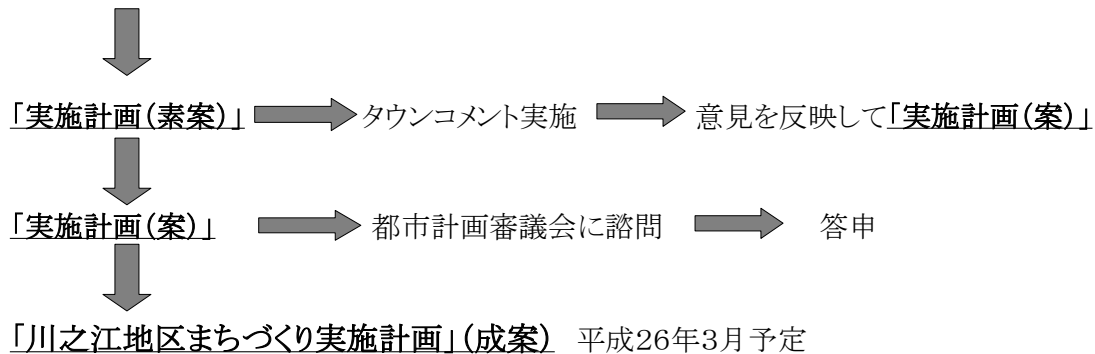 「実施計画(素案)」 タウンコメント実施 意見を反映して「実施計画(案)」
「実施計画(案)」 都市計画審議会に諮問 答申
「川之江地区まちづくり実施計画」(成案) 平成26年3月予定